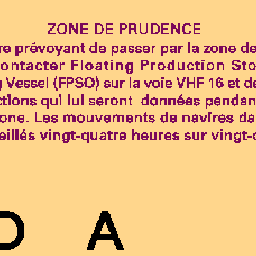 ZONE DE PRUDENCE
re prévoyant de passer par la zone de
ontacter Floating Production Sto
g Vessel (FPSO) sur la voie VHF 16 et de
ctions qui lui seront données pendan
one. Les mouvements de navires da
eillés vingt-quatre heures sur vingt-q
D A